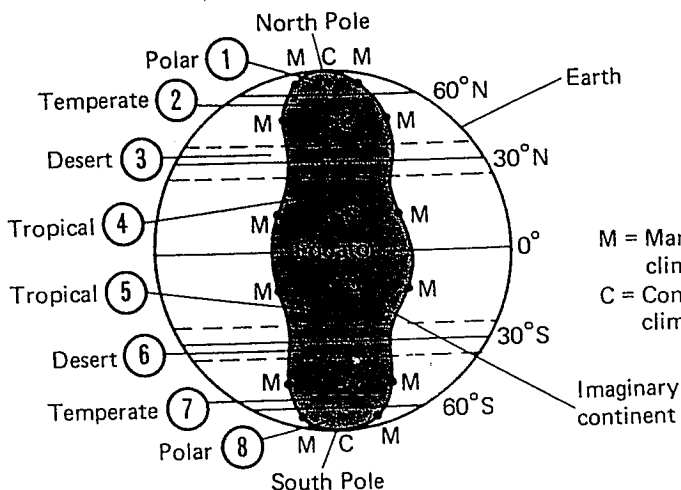 North Pole
M C M
Polar 1
60°N
Earth
Temperate 2
M M
Desert 3
30°N
Tropical 4
M M
0°
M = Mar
clim
C = Con
clim
Tropical 5
M M
30°S
Desert 6
M M
Imaginary
continent
Temperate 7
60°S
Polar 8
M C M
South Pole